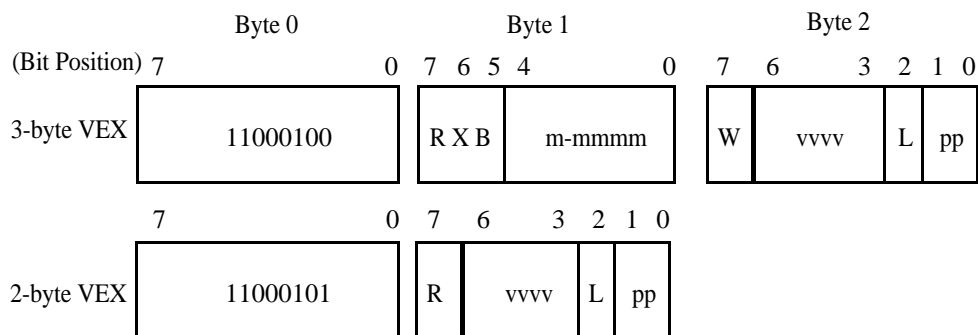 Byte 0 Byte 1 Byte 2
(Bit Position) 7 0 7 6 5 4 0 7 6 3 2 1 0
3-byte VEX 11000100 R X B m-mmmm W vvvv L pp
7 0 7 6 3 2 1 0
2-byte VEX 11000101 R vvvv L pp